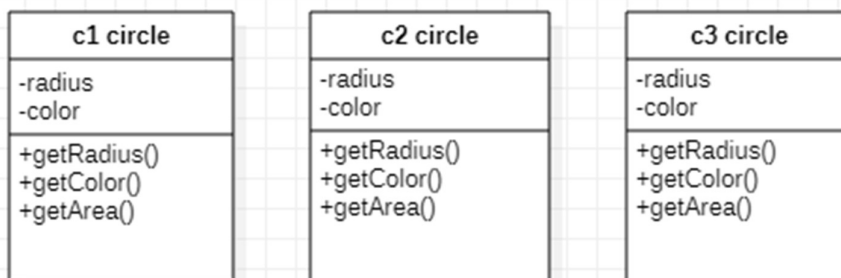 c1 circle
-radius
-color
+getRadius()
+getColor()
+getArea()
c2 circle
-radius
-color
+getRadius()
+getColor()
+getArea()
c3 circle
-radius
-color
+getRadius()
+getColor()
+getArea()